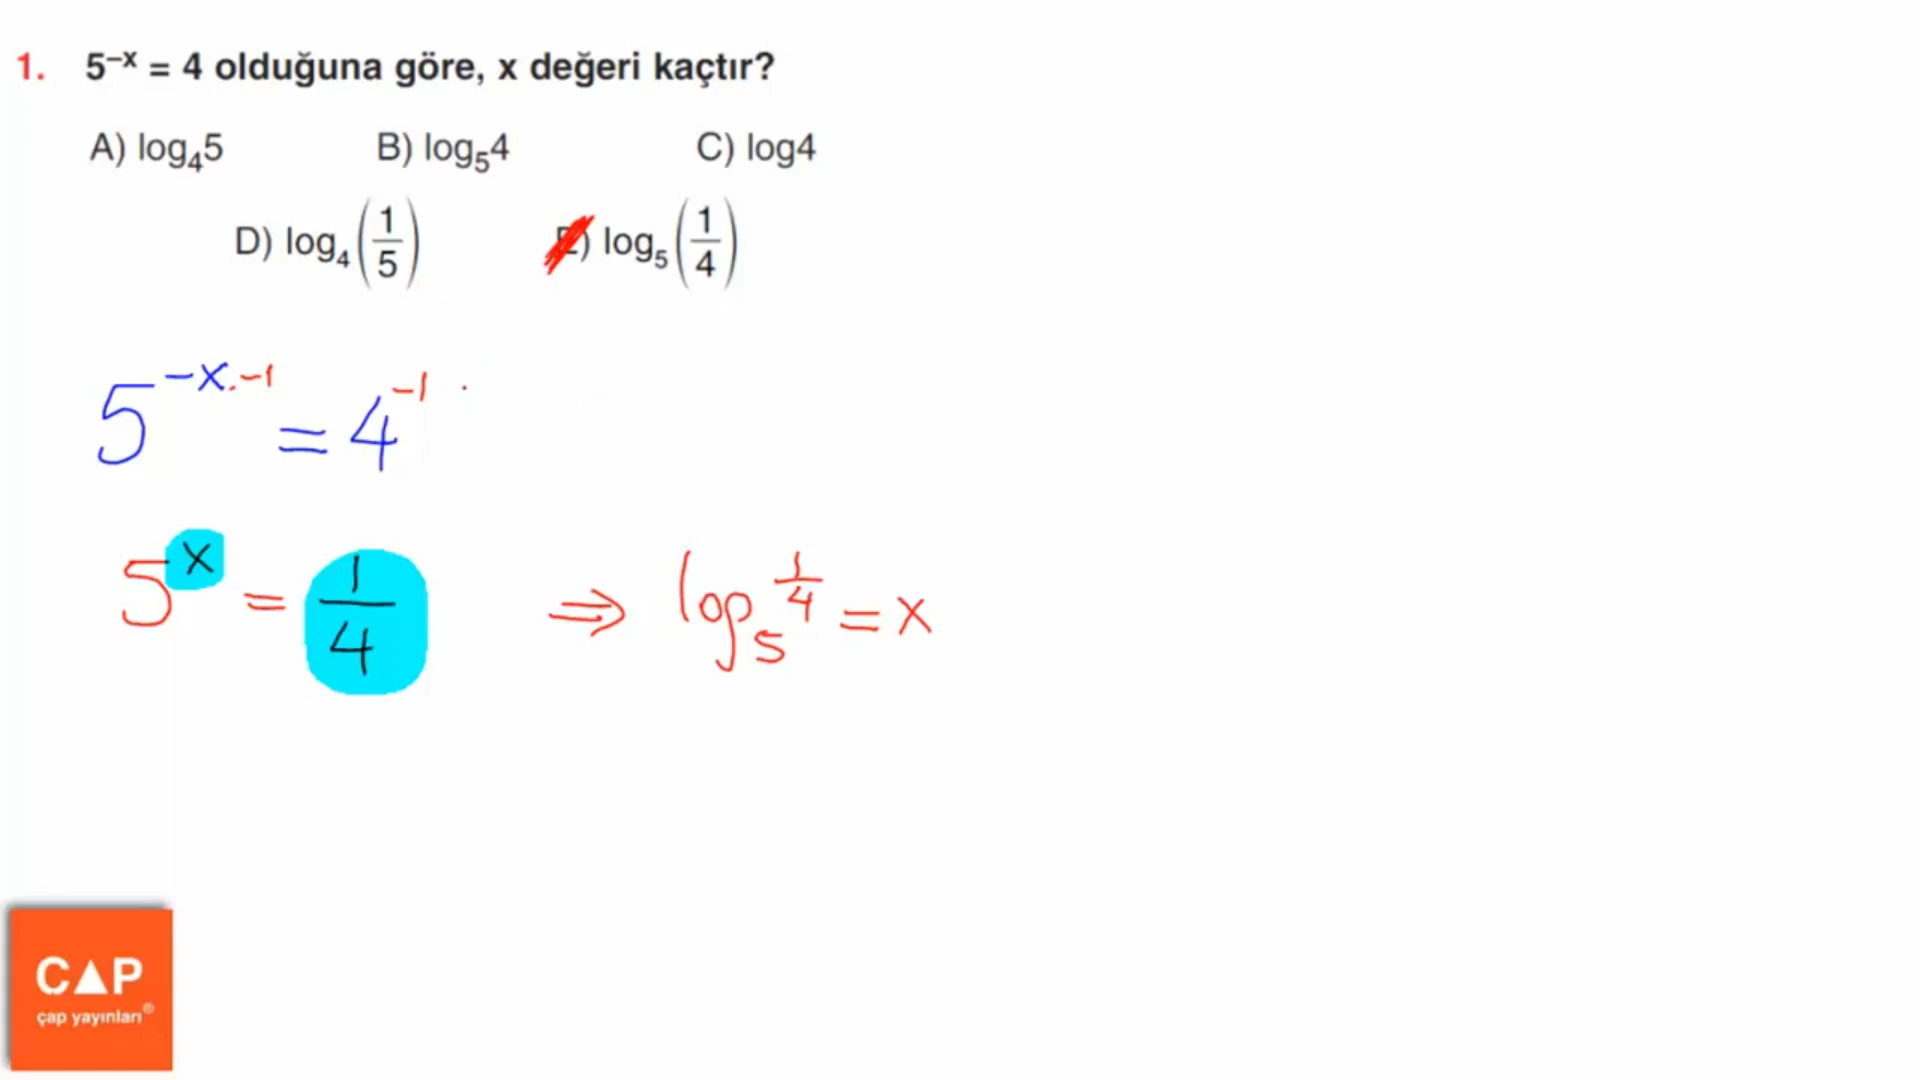 1. 5⁻ˣ = 4 olduğuna göre, x değeri kaçtır?
A) log₄5 B) log₅4 C) log4
D) log₄(1/5) E) log₅(1/4)
5^(-x·-1) = 4^(-1)
5ˣ = 1/4 ⇒ log₅ 1/4 = x
CAP
çap yayınları®